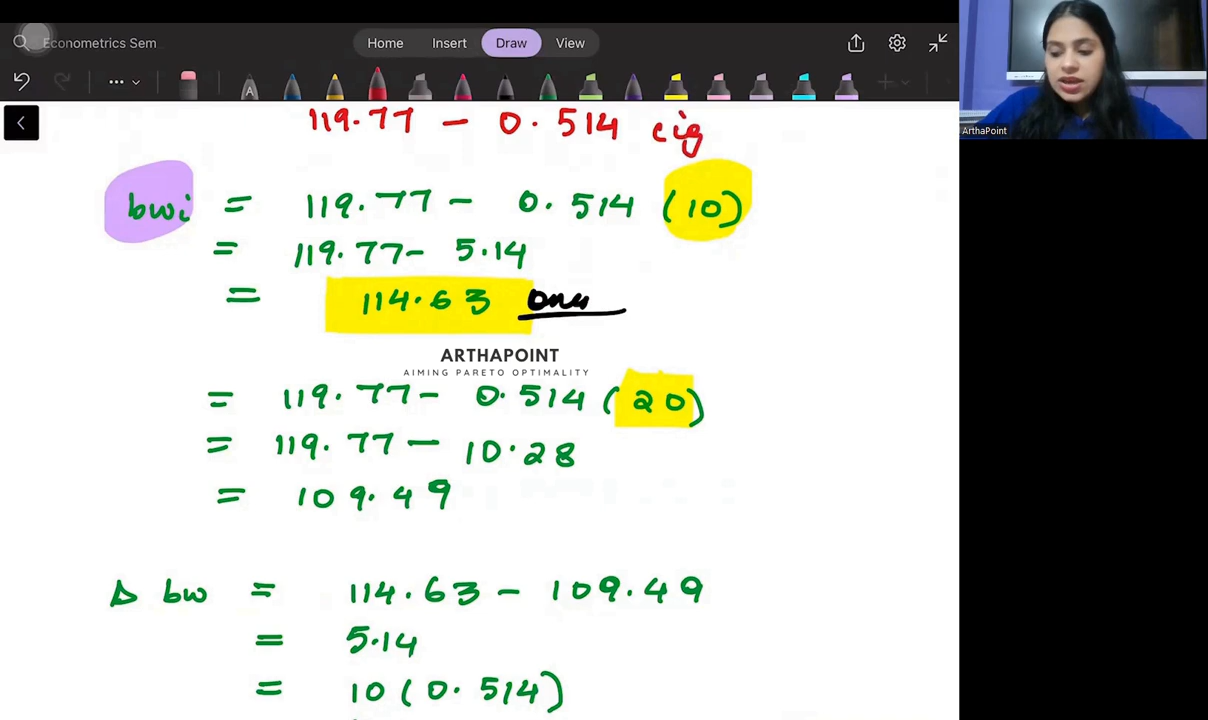 Econometrics Sem
Home Insert Draw View
A
119.77 - 0.514 cig
bwi = 119.77 - 0.514 (10)
= 119.77 - 5.14
= 114.63
ARTHAPOINT
AIMING PARETO OPTIMALITY
= 119.77 - 0.514 (20)
= 119.77 - 10.28
= 109.49
Δ bw = 114.63 - 109.49
= 5.14
= 10(0.514)
ArthaPoint